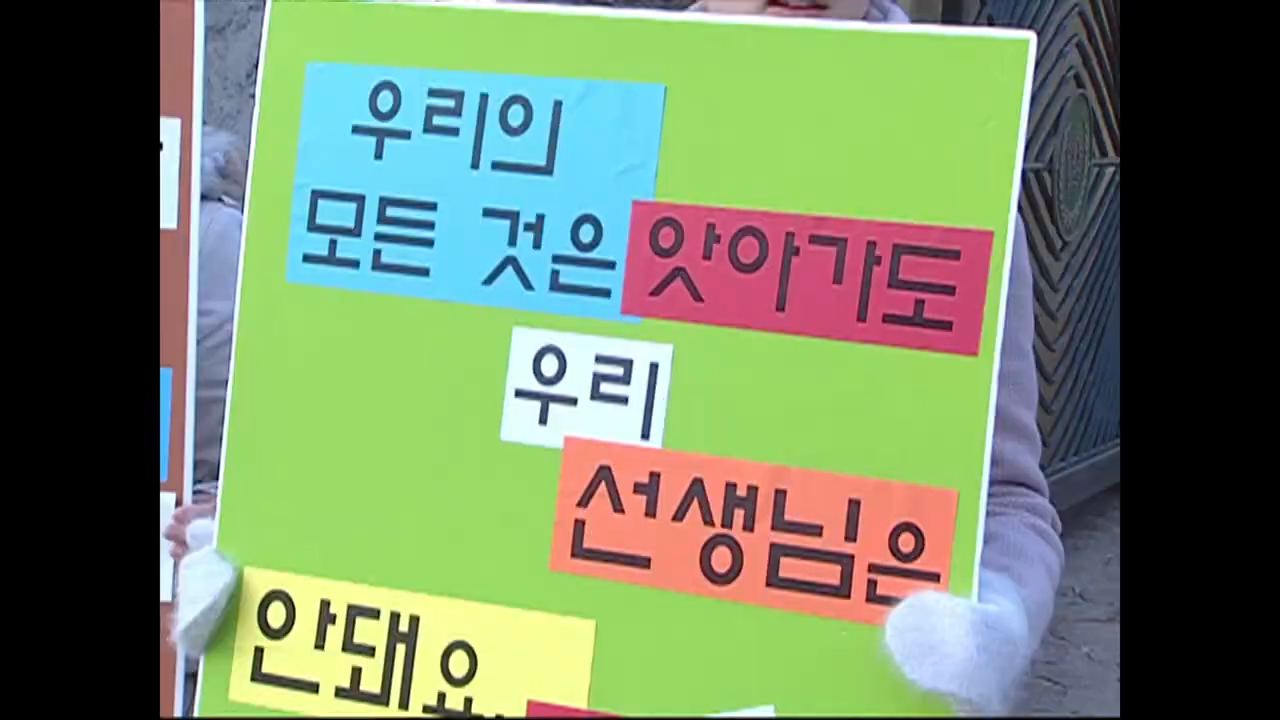 우리의
모든 것은 앗아가도
우리
선생님은
안돼요